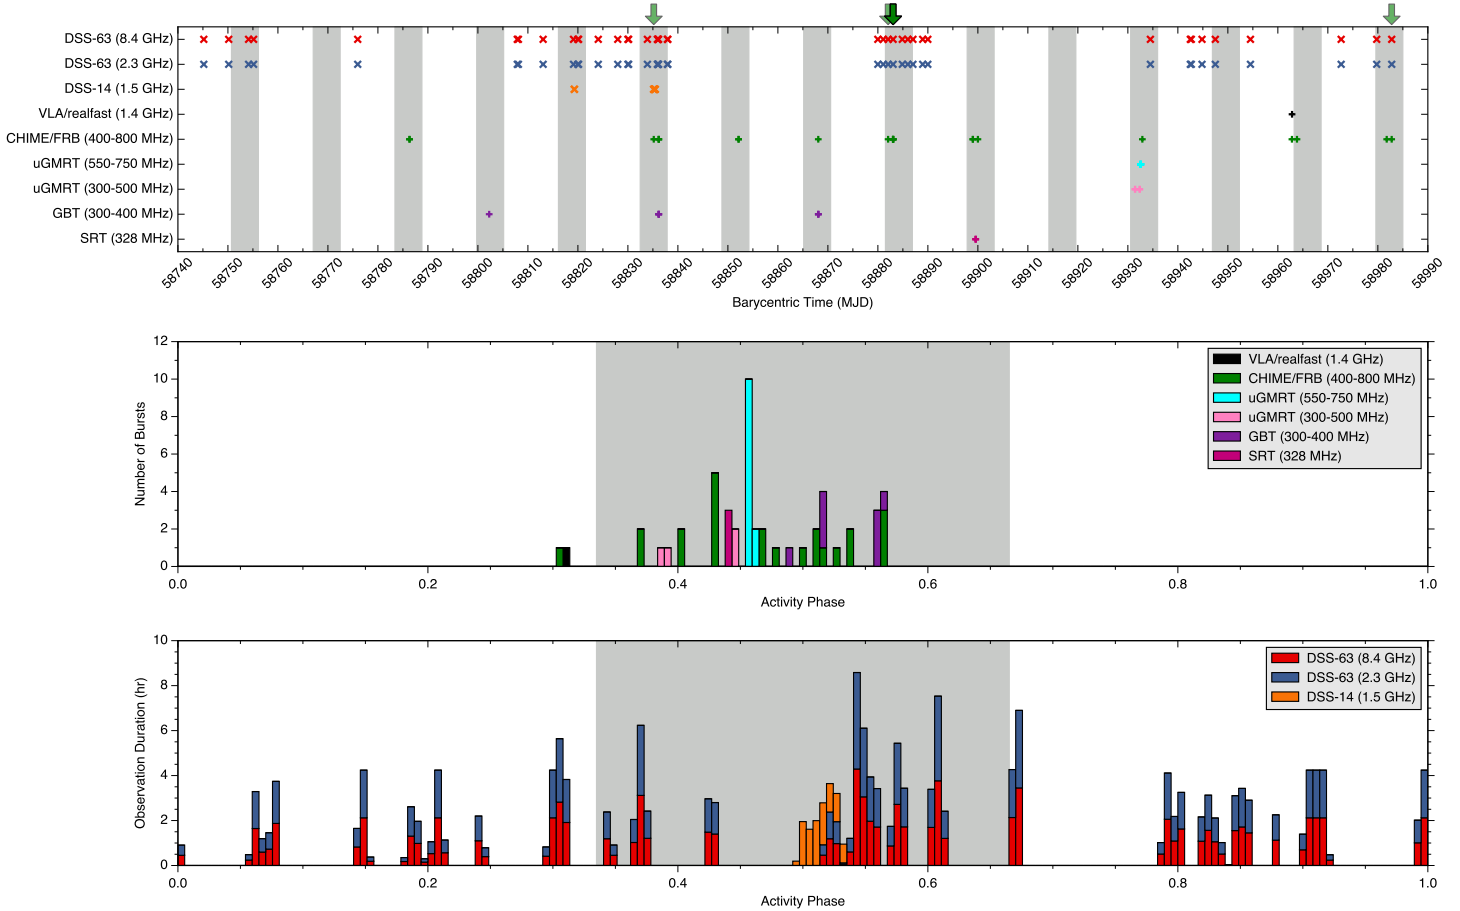 DSS-63 (8.4 GHz)
DSS-63 (2.3 GHz)
DSS-14 (1.5 GHz)
VLA/realfast (1.4 GHz)
CHIME/FRB (400-800 MHz)
uGMRT (550-750 MHz)
uGMRT (300-500 MHz)
GBT (300-400 MHz)
SRT (328 MHz)
58740 58750 58760 58770 58780 58790 58800 58810 58820 58830 58840 58850 58860 58870 58880 58890 58900 58910 58920 58930 58940 58950 58960 58970 58980 58990
Barycentric Time (MJD)
12
10
8
6
4
2
0
Number of Bursts
VLA/realfast (1.4 GHz)
CHIME/FRB (400-800 MHz)
uGMRT (550-750 MHz)
uGMRT (300-500 MHz)
GBT (300-400 MHz)
SRT (328 MHz)
0.0 0.2 0.4 0.6 0.8 1.0
Activity Phase
10
8
6
4
2
0
Observation Duration (hr)
DSS-63 (8.4 GHz)
DSS-63 (2.3 GHz)
DSS-14 (1.5 GHz)
0.0 0.2 0.4 0.6 0.8 1.0
Activity Phase